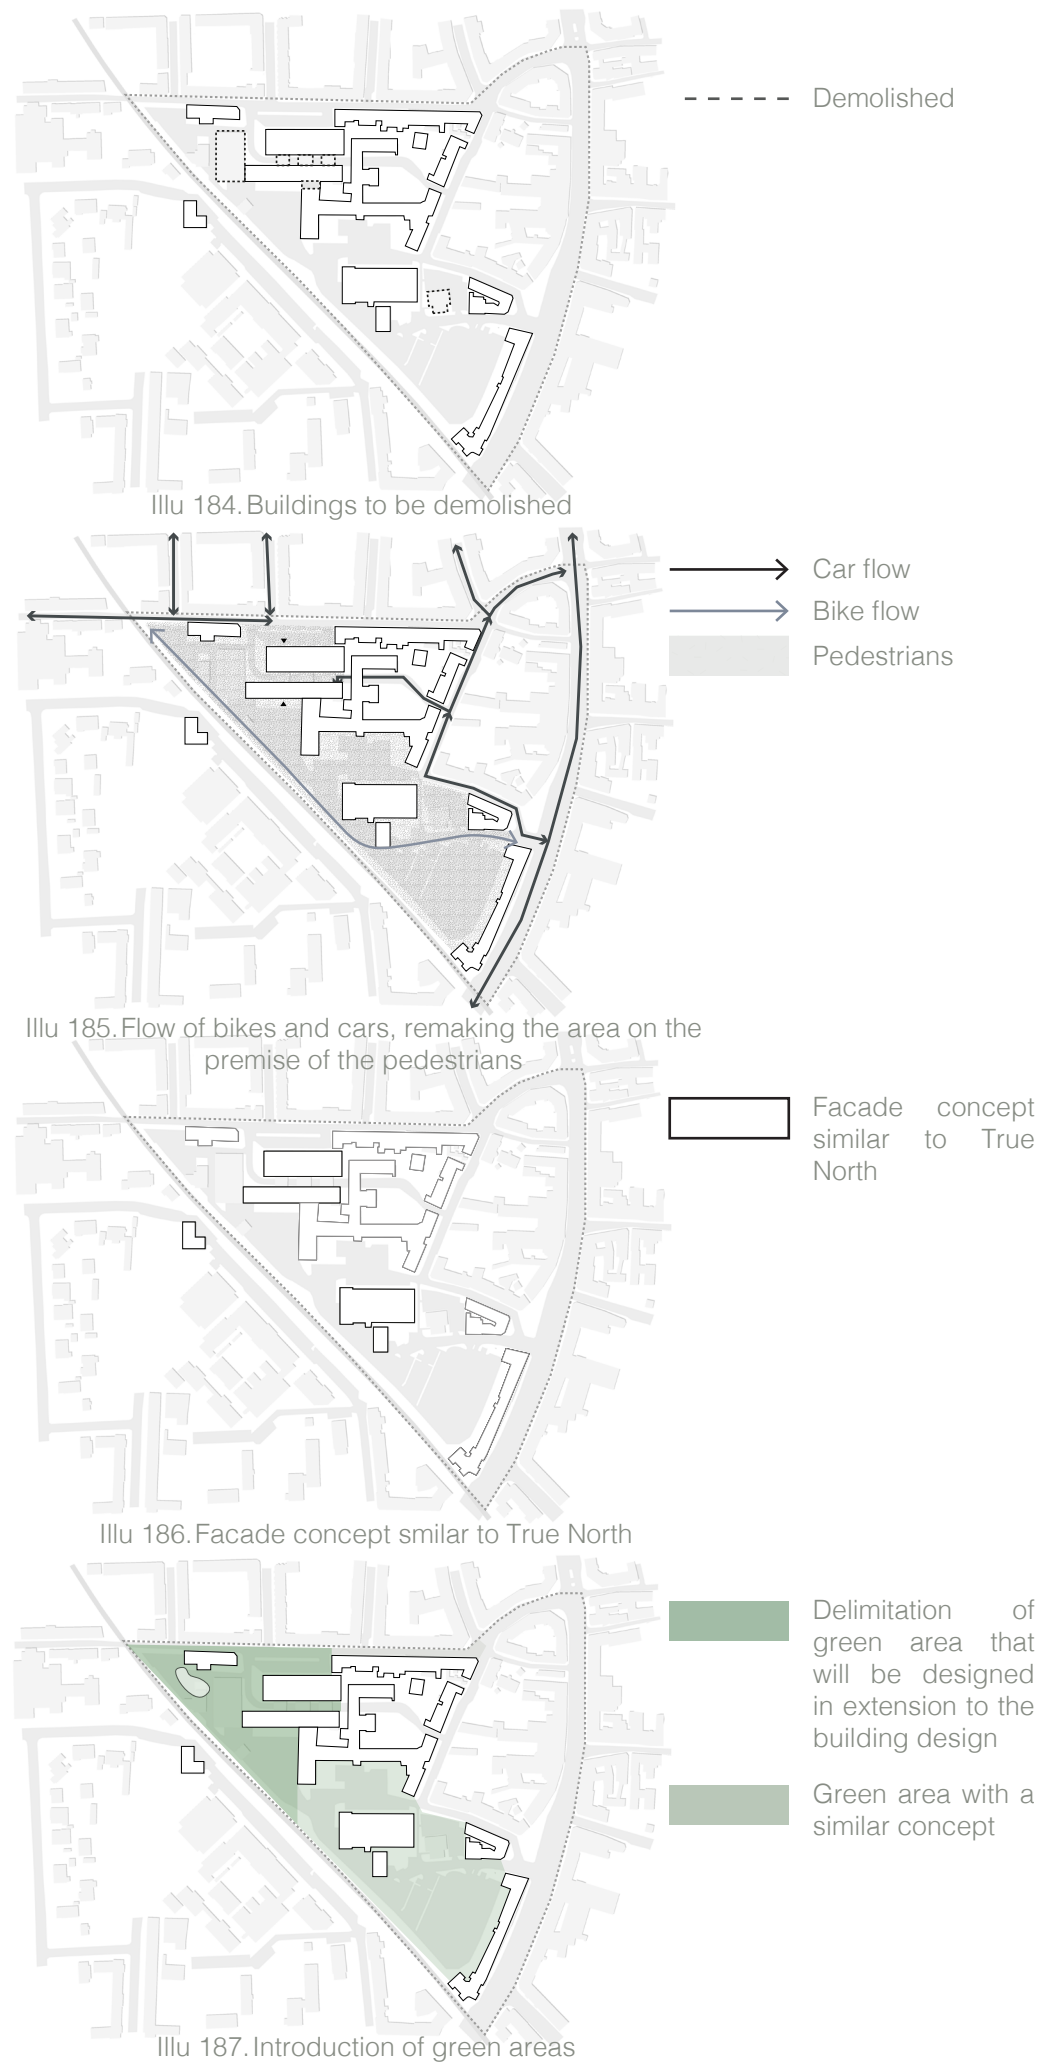 Demolished
Illu 184. Buildings to be demolished
Car flow
Bike flow
Pedestrians
Illu 185. Flow of bikes and cars, remaking the area on the
premise of the pedestrians
Facade concept
similar to True
North
Illu 186. Facade concept smilar to True North
Delimitation of
green area that
will be designed
in extension to the
building design
Green area with a
similar concept
Illu 187. Introduction of green areas